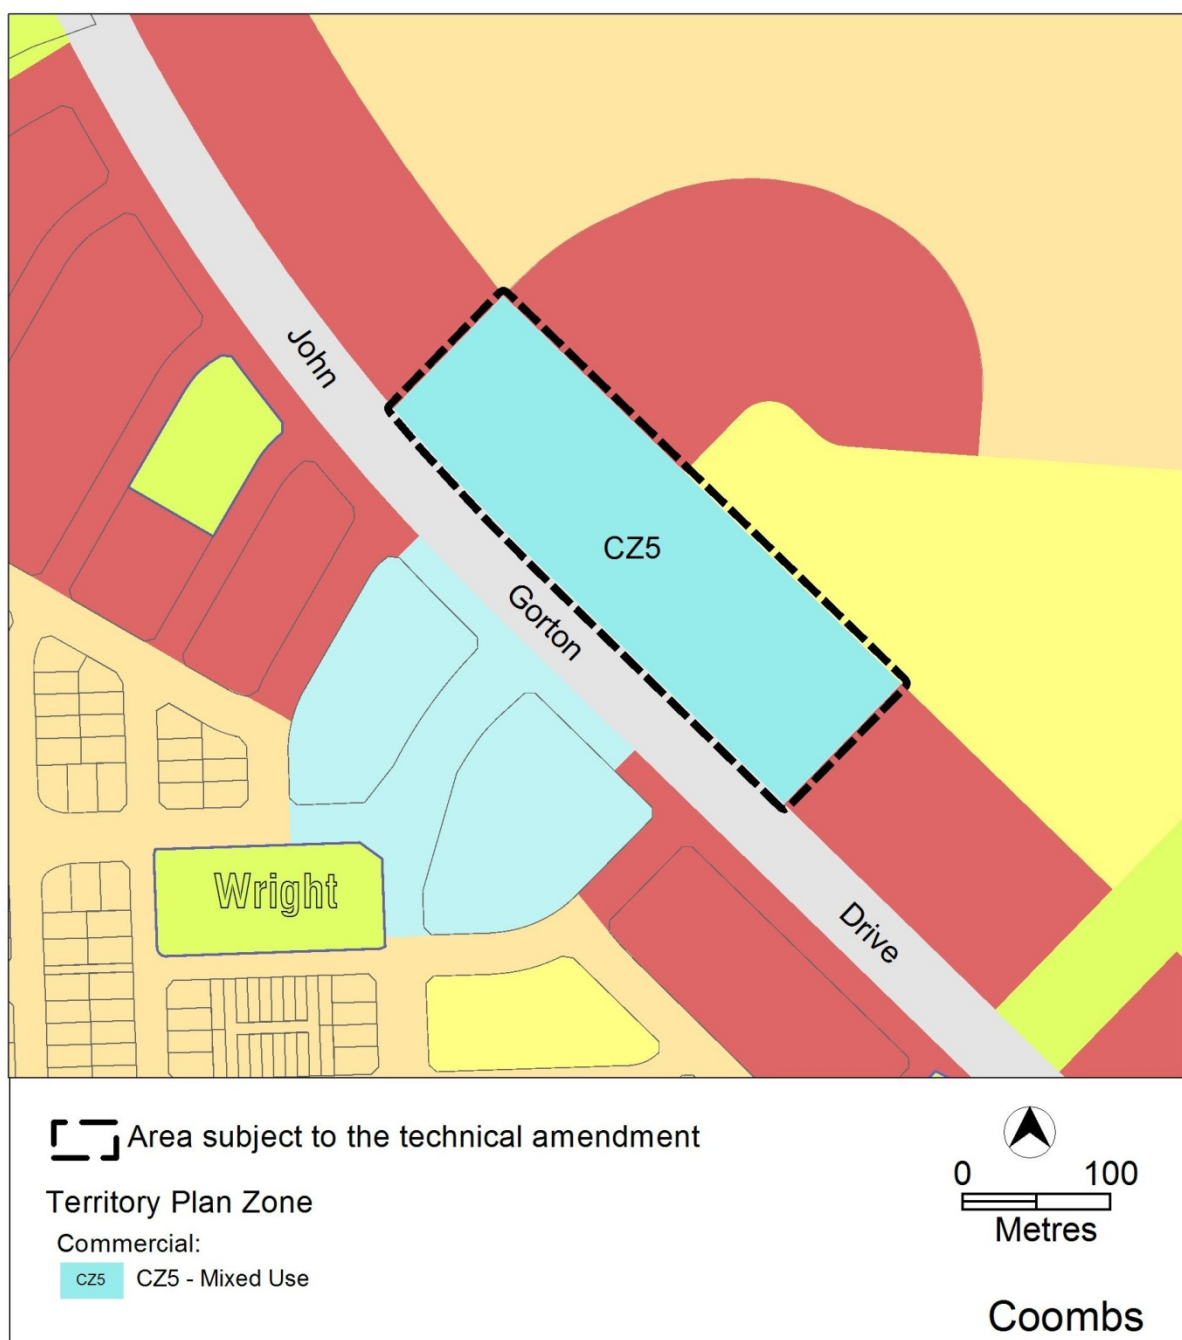 John
CZ5
Gorton
Wright
Drive
Area subject to the technical amendment
Territory Plan Zone
Commercial:
CZ5 CZ5 - Mixed Use
0 100
Metres
Coombs